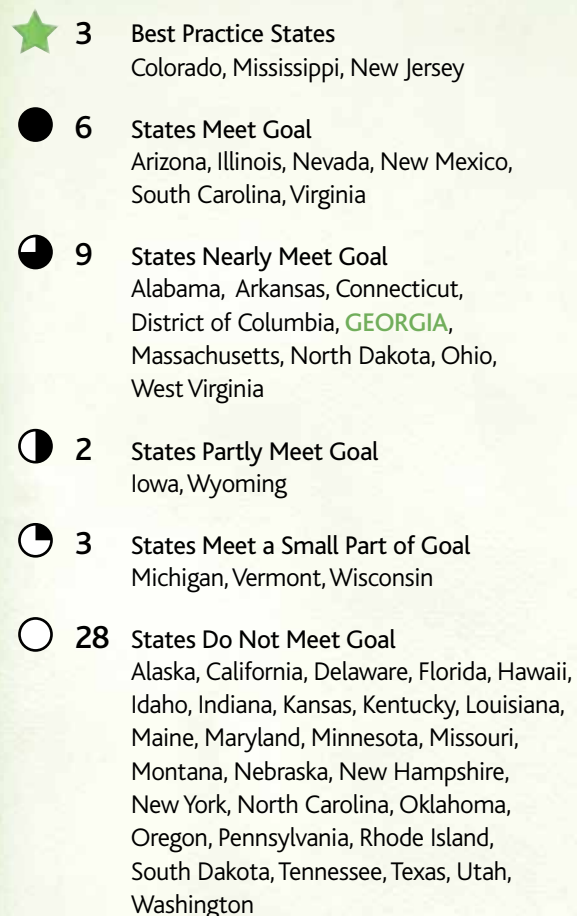 3 Best Practice States
Colorado, Mississippi, New Jersey
6 States Meet Goal
Arizona, Illinois, Nevada, New Mexico,
South Carolina, Virginia
9 States Nearly Meet Goal
Alabama, Arkansas, Connecticut,
District of Columbia, GEORGIA,
Massachusetts, North Dakota, Ohio,
West Virginia
2 States Partly Meet Goal
Iowa, Wyoming
3 States Meet a Small Part of Goal
Michigan, Vermont, Wisconsin
28 States Do Not Meet Goal
Alaska, California, Delaware, Florida, Hawaii,
Idaho, Indiana, Kansas, Kentucky, Louisiana,
Maine, Maryland, Minnesota, Missouri,
Montana, Nebraska, New Hampshire,
New York, North Carolina, Oklahoma,
Oregon, Pennsylvania, Rhode Island,
South Dakota, Tennessee, Texas, Utah,
Washington